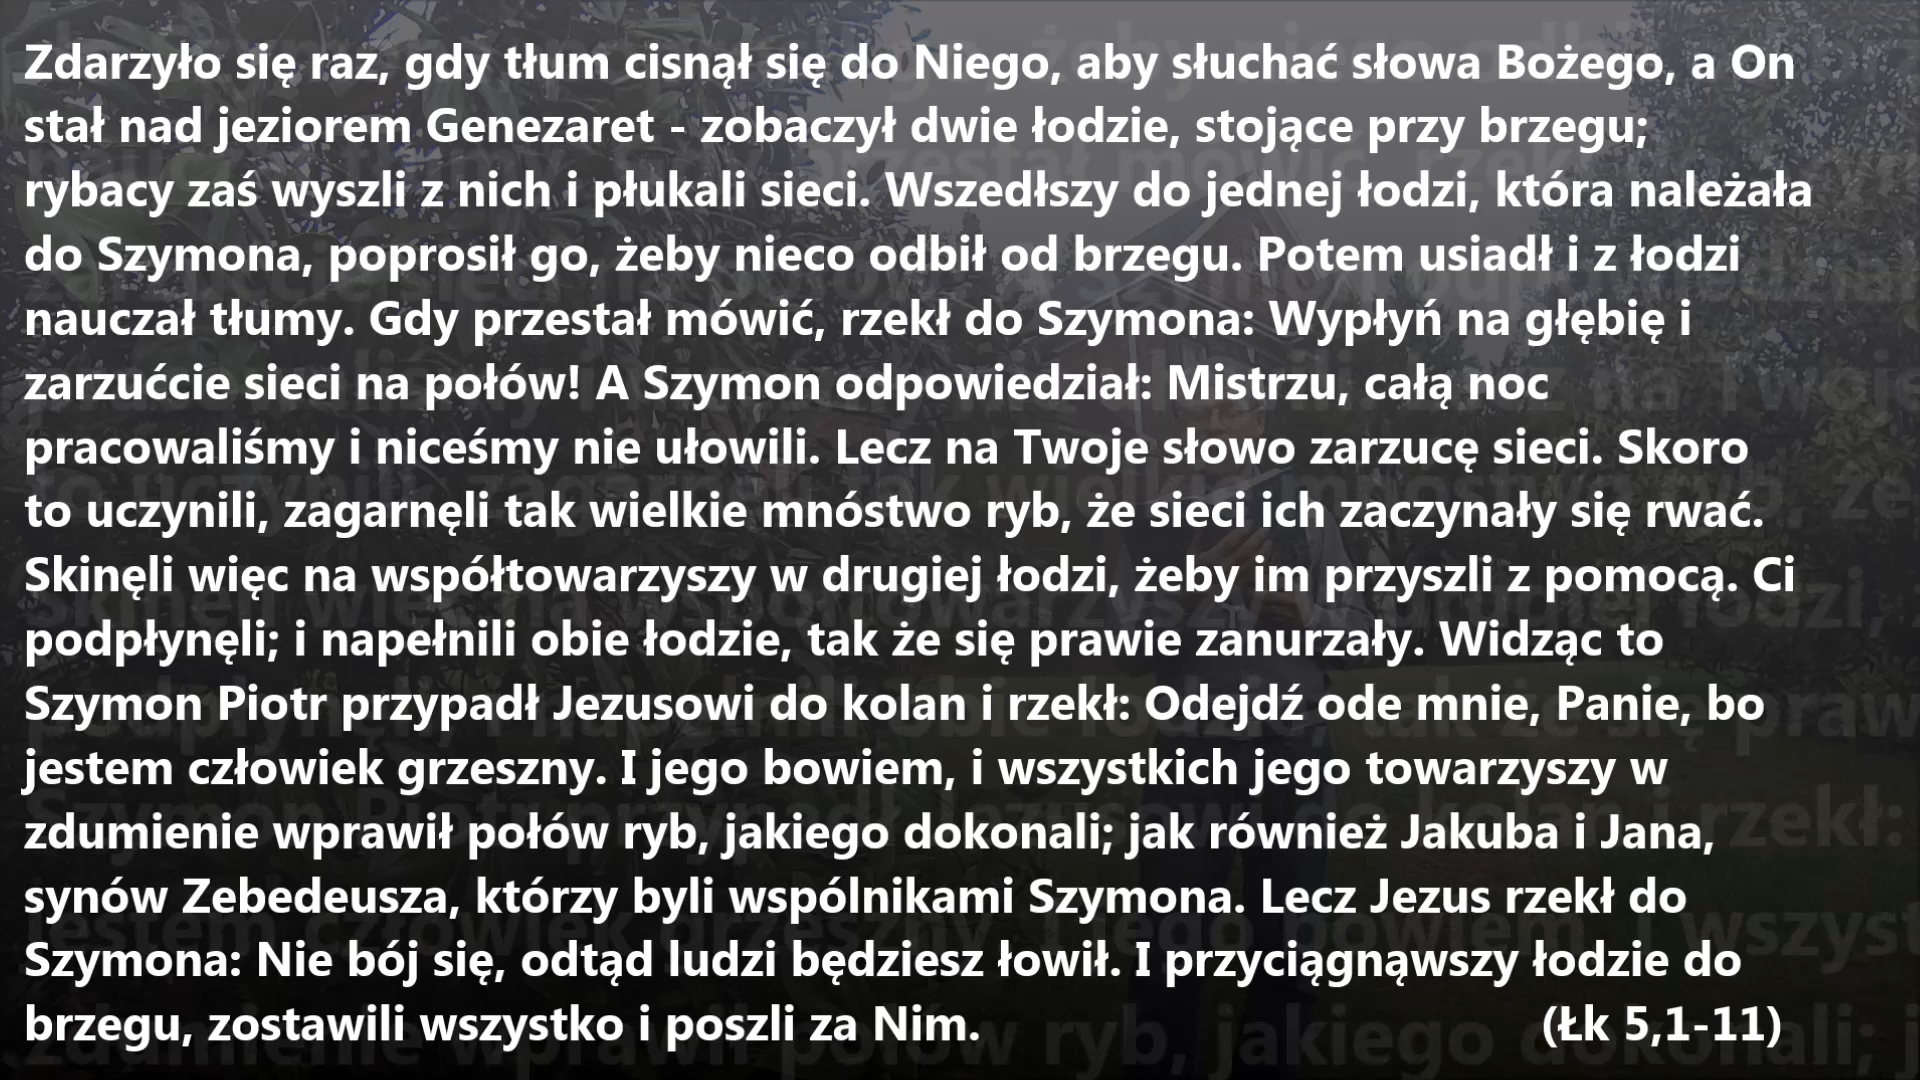 Zdarzyło się raz, gdy tłum cisnął się do Niego, aby słuchać słowa Bożego, a On
stał nad jeziorem Genezaret - zobaczył dwie łodzie, stojące przy brzegu;
rybacy zaś wyszli z nich i płukali sieci. Wszedłszy do jednej łodzi, która należała
do Szymona, poprosił go, żeby nieco odbił od brzegu. Potem usiadł i z łodzi
nauczał tłumy. Gdy przestał mówić, rzekł do Szymona: Wypłyń na głębię i
zarzućcie sieci na połów! A Szymon odpowiedział: Mistrzu, całą noc
pracowaliśmy i niceśmy nie ułowili. Lecz na Twoje słowo zarzucę sieci. Skoro
to uczynili, zagarnęli tak wielkie mnóstwo ryb, że sieci ich zaczynały się rwać.
Skinęli więc na współtowarzyszy w drugiej łodzi, żeby im przyszli z pomocą. Ci
podpłynęli; i napełnili obie łodzie, tak że się prawie zanurzały. Widząc to
Szymon Piotr przypadł Jezusowi do kolan i rzekł: Odejdź ode mnie, Panie, bo
jestem człowiek grzeszny. I jego bowiem, i wszystkich jego towarzyszy w
zdumienie wprawił połów ryb, jakiego dokonali; jak również Jakuba i Jana,
synów Zebedeusza, którzy byli wspólnikami Szymona. Lecz Jezus rzekł do
Szymona: Nie bój się, odtąd ludzi będziesz łowił. I przyciągnąwszy łodzie do
brzegu, zostawili wszystko i poszli za Nim. (Łk 5,1-11)